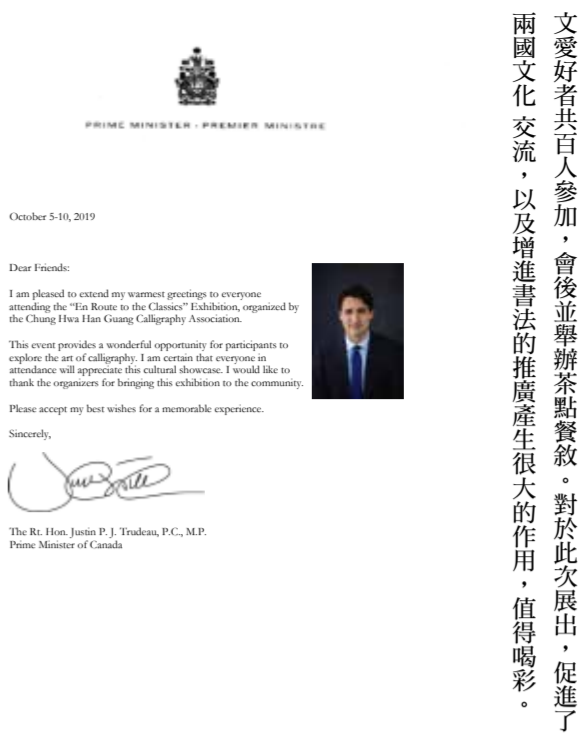 PRIME MINISTER - PREMIER MINISTRE
October 5-10, 2019
Dear Friends:
I am pleased to extend my warmest greetings to everyone
attending the “En Route to the Classics” Exhibition, organized by
the Chung Hwa Han Guang Calligraphy Association.
This event provides a wonderful opportunity for participants to
explore the art of calligraphy. I am certain that everyone in
attendance will appreciate this cultural showcase. I would like to
thank the organizers for bringing this exhibition to the community.
Please accept my best wishes for a memorable experience.
Sincerely,
The Rt. Hon. Justin P. J. Trudeau, P.C., M.P.
Prime Minister of Canada
文愛好者共百人參加，會後並舉辦茶點餐敘。對於此次展出，促進了
兩國文化 交流，以及增進書法的推廣產生很大的作用，值得喝彩。